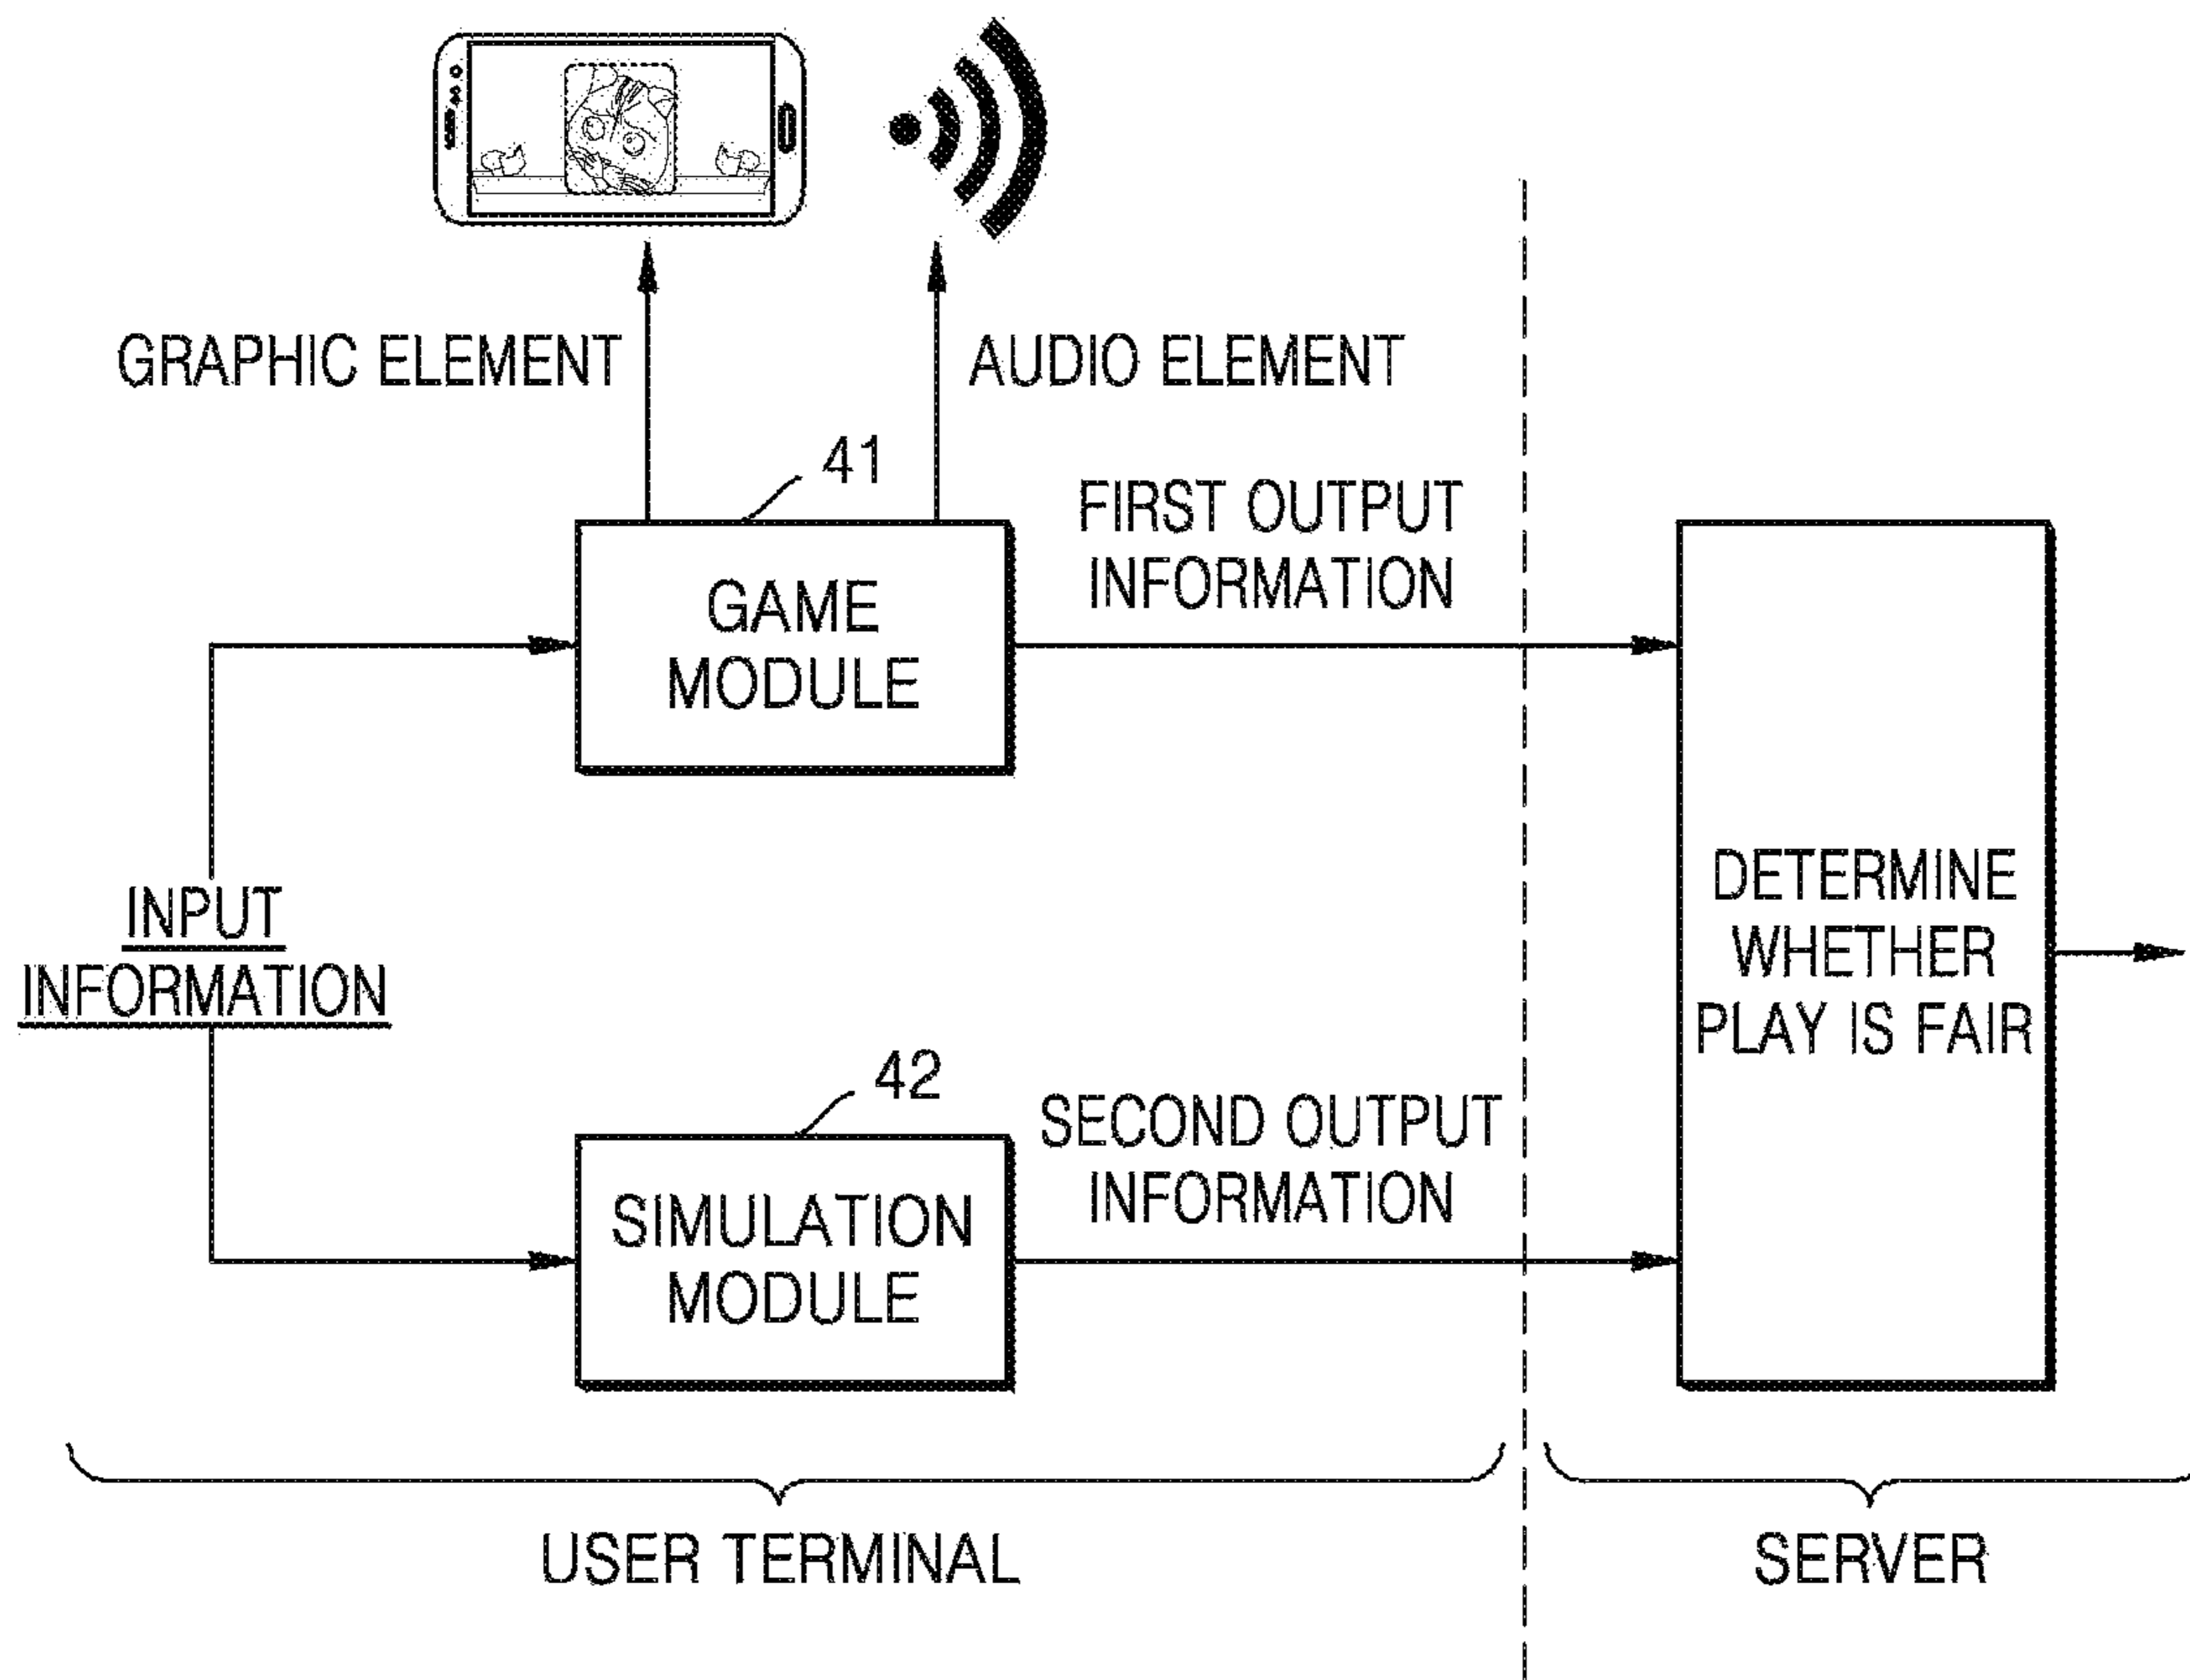 GRAPHIC ELEMENT
AUDIO ELEMENT
41
FIRST OUTPUT
INFORMATION
GAME
MODULE
INPUT
INFORMATION
DETERMINE
WHETHER
PLAY IS FAIR
42
SECOND OUTPUT
INFORMATION
SIMULATION
MODULE
USER TERMINAL
SERVER